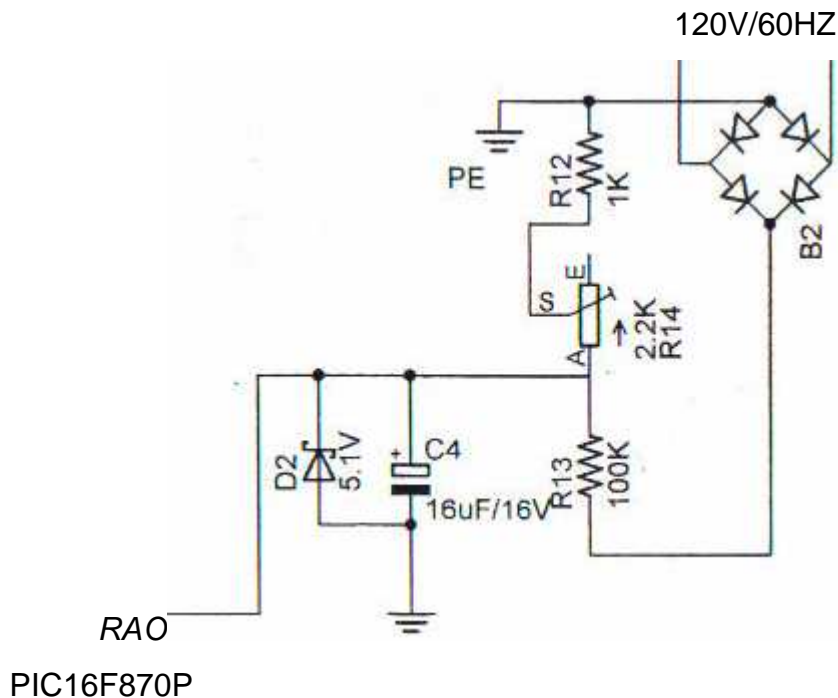 120V/60HZ
PE
R12
1K
B2
E
S
2.2K
R14
A
D2
5.1V
+
C4
16uF/16V
R13
100K
RAO
PIC16F870P